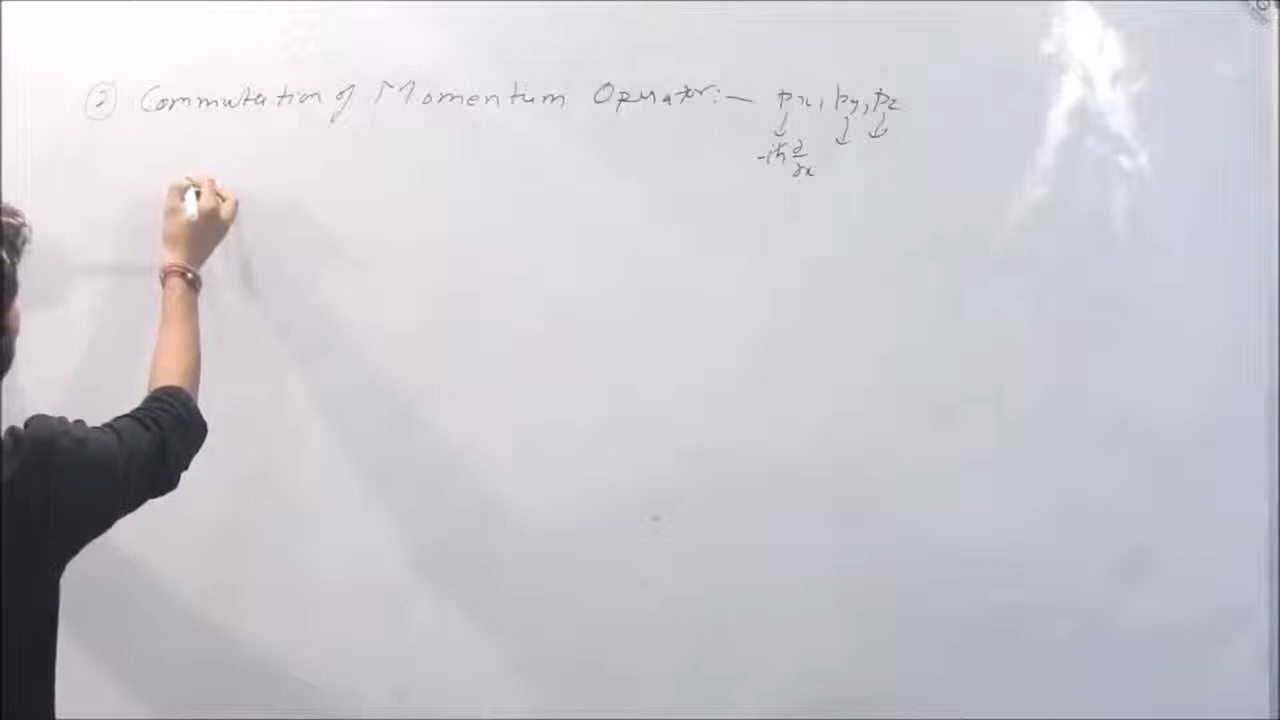 ② Commutation of Momentum Operator:— px, py, pz
↓ ↓ ↓
-iħ ∂/∂x